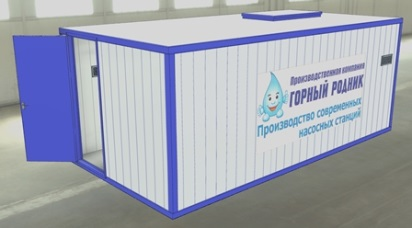 Производственная компания
ГОРНЫЙ РОДНИК
Производство современных
насосных станций